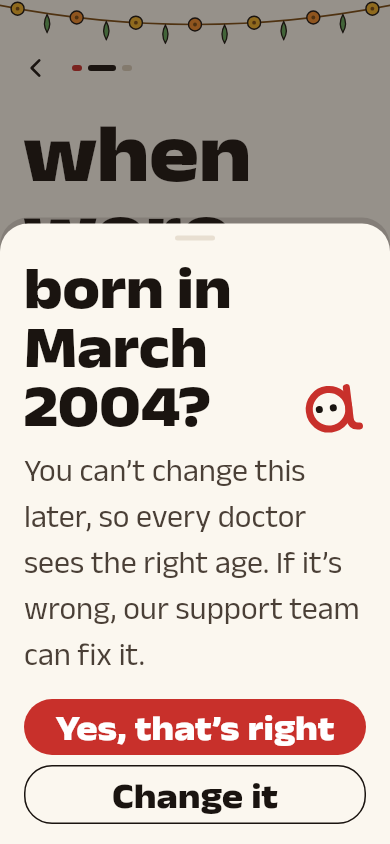 when
were
born in
March
2004?
You can’t change this
later, so every doctor
sees the right age. If it’s
wrong, our support team
can fix it.
Yes, that’s right
Change it